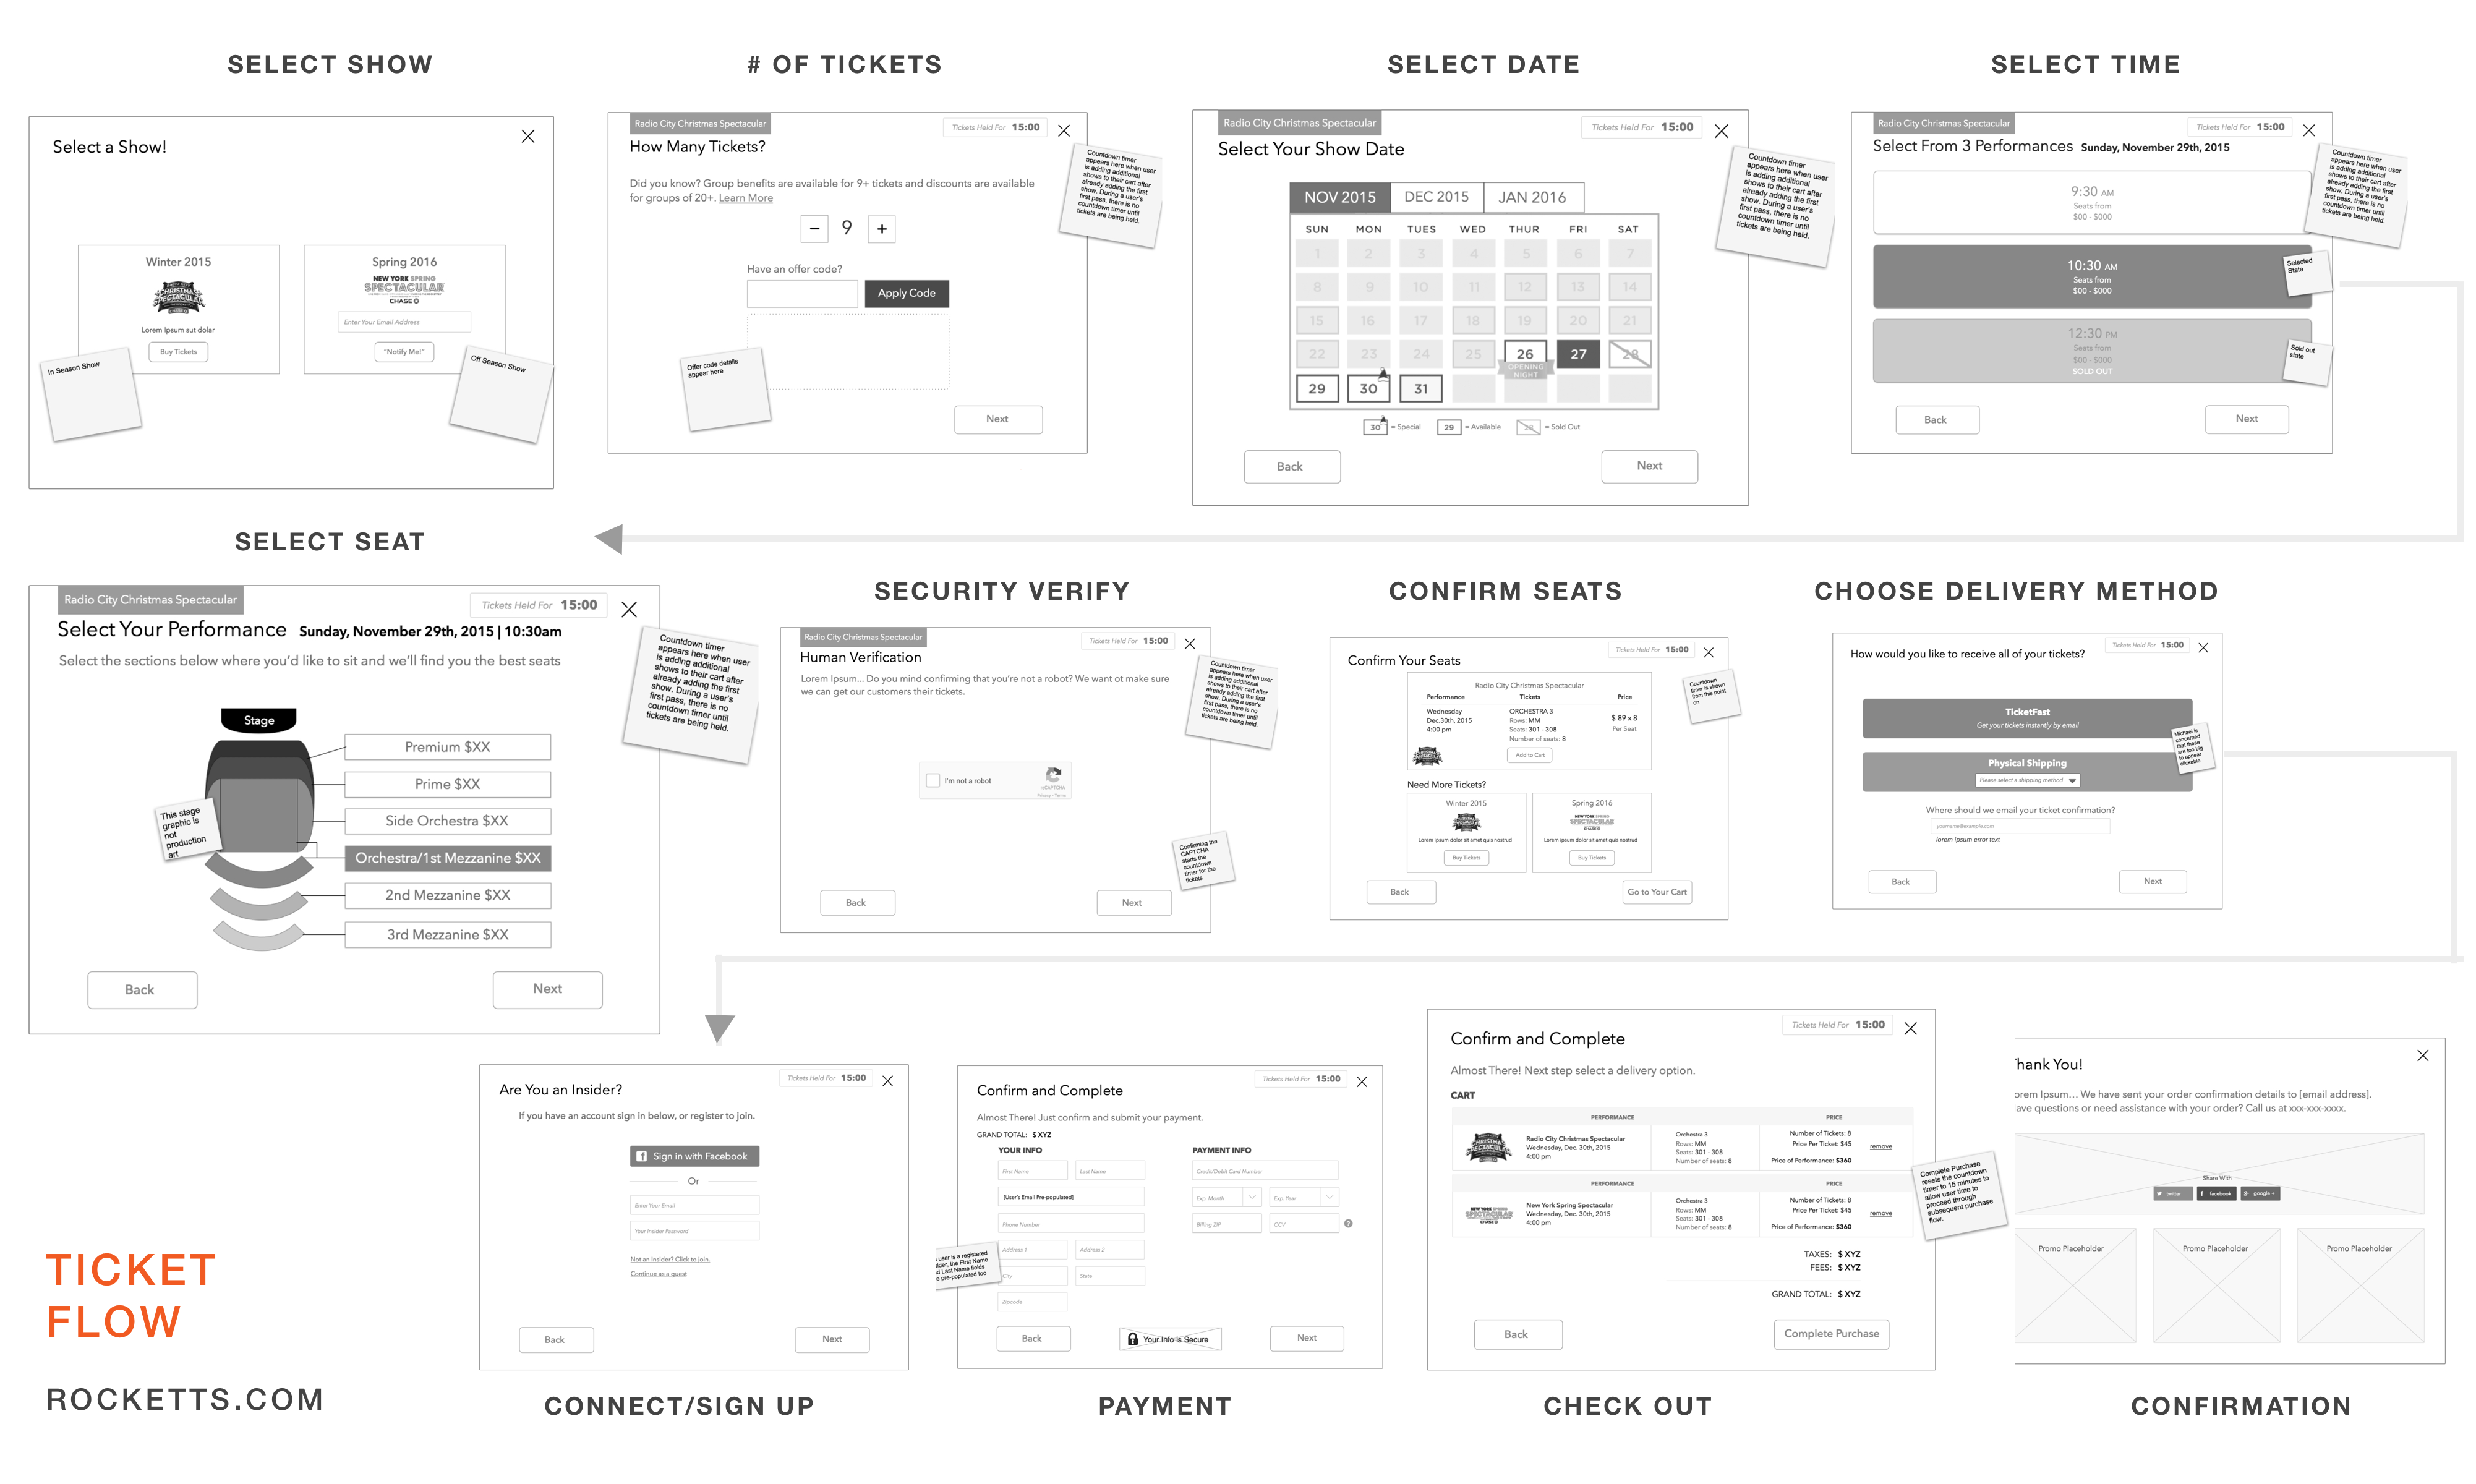 SELECT SHOW
Select a Show!
Winter 2015
CHRISTMAS
SPECTACULAR
Lorem Ipsum sut dolar
Buy Tickets
In Season Show
Spring 2016
NEW YORK SPRING
SPECTACULAR
CHASE
Enter Your Email Address
"Notify Me!"
Off Season Show
# OF TICKETS
Radio City Christmas Spectacular
Tickets Held For 15:00
How Many Tickets?
Did you know? Group benefits are available for 9+ tickets and discounts are available
for groups of 20+. Learn More
− 9 +
Have an offer code?
Apply Code
Offer code details
appear here
Next
Countdown timer
appears here when user
is adding additional
shows to their cart after
already adding the first
show. During a user's
first pass, there is no
countdown timer until
tickets are being held.
SELECT DATE
Radio City Christmas Spectacular
Tickets Held For 15:00
Select Your Show Date
NOV 2015 DEC 2015 JAN 2016
SUN MON TUES WED THUR FRI SAT
1 2 3 4 5 6 7
8 9 10 11 12 13 14
15 16 17 18 19 20 21
22 23 24 25 26 27 28
OPENING
NIGHT
29 30 31
30 = Special 29 = Available 28 = Sold Out
Back
Next
Countdown timer
appears here when user
is adding additional
shows to their cart after
already adding the first
show. During a user's
first pass, there is no
countdown timer until
tickets are being held.
SELECT TIME
Radio City Christmas Spectacular
Tickets Held For 15:00
Select From 3 Performances Sunday, November 29th, 2015
9:30 AM
Seats from
$00 - $000
10:30 AM
Seats from
$00 - $000
Selected
State
12:30 PM
Seats from
$00 - $000
SOLD OUT
Sold out
state
Back
Next
Countdown timer
appears here when user
is adding additional
shows to their cart after
already adding the first
show. During a user's
first pass, there is no
countdown timer until
tickets are being held.
SELECT SEAT
Radio City Christmas Spectacular
Tickets Held For 15:00
Select Your Performance Sunday, November 29th, 2015 | 10:30am
Select the sections below where you'd like to sit and we'll find you the best seats
Stage
Premium $XX
Prime $XX
Side Orchestra $XX
Orchestra/1st Mezzanine $XX
2nd Mezzanine $XX
3rd Mezzanine $XX
This stage
graphic is
not
production
art
Back
Next
Countdown timer
appears here when user
is adding additional
shows to their cart after
already adding the first
show. During a user's
first pass, there is no
countdown timer until
tickets are being held.
SECURITY VERIFY
Radio City Christmas Spectacular
Tickets Held For 15:00
Human Verification
Lorem Ipsum... Do you mind confirming that you're not a robot? We want ot make sure
we can get our customers their tickets.
I'm not a robot
reCAPTCHA
Privacy - Terms
Back
Next
Countdown timer
appears here when user
is adding additional
shows to their cart after
already adding the first
show. During a user's
first pass, there is no
countdown timer until
tickets are being held.
Confirming the
CAPTCHA
starts the
countdown
timer for the
tickets
CONFIRM SEATS
Tickets Held For 15:00
Confirm Your Seats
Radio City Christmas Spectacular
Performance Tickets Price
Wednesday
Dec.30th, 2015
4:00 pm
ORCHESTRA 3
Rows: MM
Seats: 301 - 308
Number of seats: 8
$ 89 x 8
Per Seat
Add to Cart
Need More Tickets?
Winter 2015
Lorem ipsum dolor sit amet quis nostrud
Buy Tickets
Spring 2016
NEW YORK SPRING
SPECTACULAR
CHASE
Lorem ipsum dolor sit amet quis nostrud
Buy Tickets
Back
Go to Your Cart
Countdown
timer is shown
from this point
on
CHOOSE DELIVERY METHOD
Tickets Held For 15:00
How would you like to receive all of your tickets?
TicketFast
Get your tickets instantly by email
Physical Shipping
Please select a shipping method
Michael is
concerned
that these
are too big
to appear
clickable
Where should we email your ticket confirmation?
yourname@example.com
lorem ipsum error text
Back
Next
TICKET
FLOW
ROCKETTS.COM
Tickets Held For 15:00
Are You an Insider?
If you have an account sign in below, or register to join.
f Sign in with Facebook
Or
Enter Your Email
Your Insider Password
Not an Insider? Click to join.
Continue as a guest
Back
Next
CONNECT/SIGN UP
Tickets Held For 15:00
Confirm and Complete
Almost There! Just confirm and submit your payment.
GRAND TOTAL: $ XYZ
YOUR INFO
First Name Last Name
[User's Email Pre-populated]
Phone Number
Address 1 Address 2
City State
Zipcode
PAYMENT INFO
Credit/Debit Card Number
Exp. Month Exp. Year
Billing ZIP CCV ?
user is a registered
ider, the First Name
d Last Name fields
e pre-populated too
Back
Your Info is Secure
Next
PAYMENT
Tickets Held For 15:00
Confirm and Complete
Almost There! Next step select a delivery option.
CART
PERFORMANCE PRICE
Radio City Christmas Spectacular
Wednesday, Dec. 30th, 2015
4:00 pm
Orchestra 3
Rows: MM
Seats: 301 - 308
Number of seats: 8
Number of Tickets: 8
Price Per Ticket: $45
Price of Performance: $360
remove
PERFORMANCE PRICE
NEW YORK SPRING
SPECTACULAR
CHASE
New York Spring Spectacular
Wednesday, Dec. 30th, 2015
4:00 pm
Orchestra 3
Rows: MM
Seats: 301 - 308
Number of seats: 8
Number of Tickets: 8
Price Per Ticket: $45
Price of Performance: $360
remove
TAXES: $ XYZ
FEES: $ XYZ
GRAND TOTAL: $ XYZ
Back
Complete Purchase
Complete Purchase
resets the countdown
timer to 15 minutes to
allow user time to
proceed through
subsequent purchase
flow.
CHECK OUT
Thank You!
orem Ipsum... We have sent your order confirmation details to [email address].
ave questions or need assistance with your order? Call us at xxx-xxx-xxxx.
Share With
twitter
f facebook
g+ google +
Promo Placeholder
Promo Placeholder
Promo Placeholder
CONFIRMATION